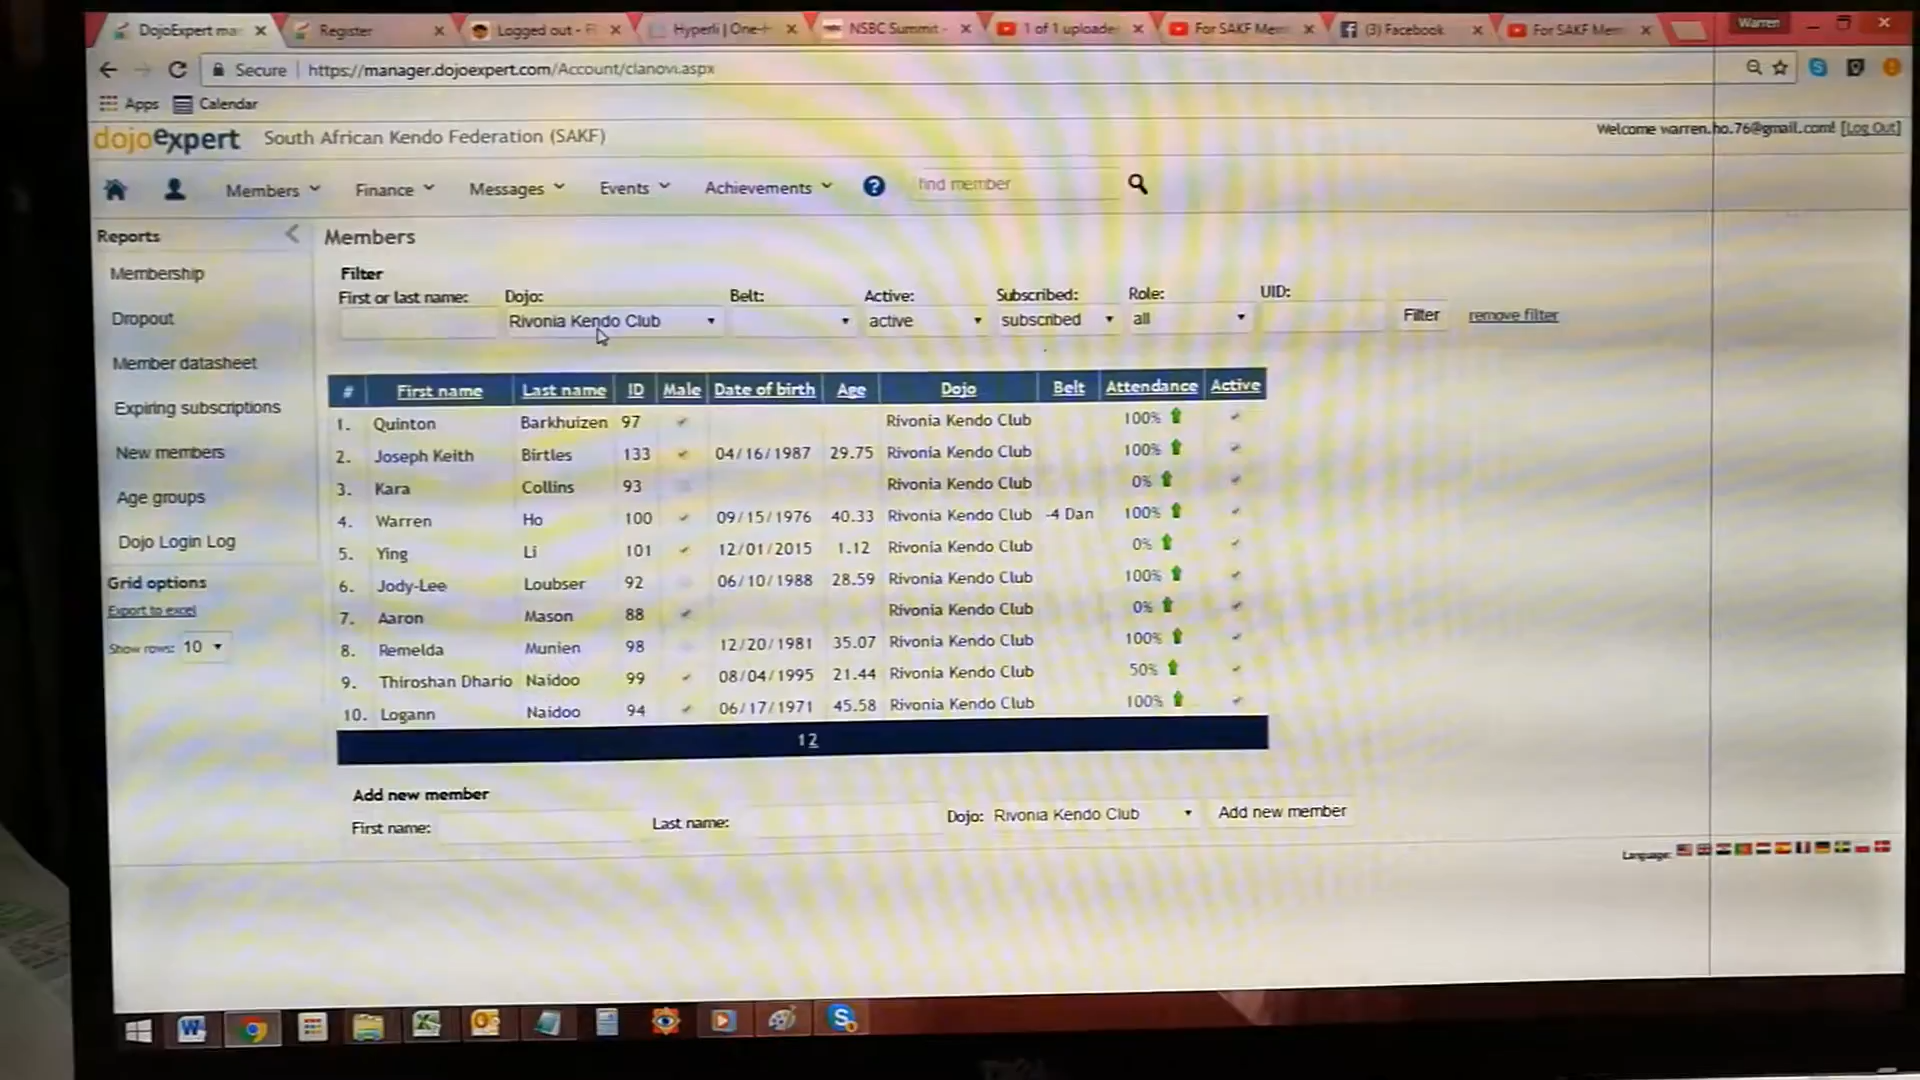 DojoExpert ma Register Logged out - F Hyperli | One-H NSBC Summit - 1 of 1 uploade For SAKF Mem (3) Facebook For SAKF Mem Warren
Secure https://manager.dojoexpert.com/Account/clanovi.aspx
Apps Calendar
dojoexpert South African Kendo Federation (SAKF) Welcome warren.ho.76@gmail.com! [Log Out]
Members Finance Messages Events Achievements ? find member
Reports Members
Membership
Dropout
Member datasheet
Expiring subscriptions
New members
Age groups
Dojo Login Log
Grid options
Export to excel
Show rows: 10
Filter
First or last name: Dojo: Belt: Active: Subscribed: Role: UID:
Rivonia Kendo Club active subscribed all Filter remove filter
# First name Last name ID Male Date of birth Age Dojo Belt Attendance Active
1. Quinton Barkhuizen 97 Rivonia Kendo Club 100%
2. Joseph Keith Birtles 133 04/16/1987 29.75 Rivonia Kendo Club 100%
3. Kara Collins 93 Rivonia Kendo Club 0%
4. Warren Ho 100 09/15/1976 40.33 Rivonia Kendo Club -4 Dan 100%
5. Ying Li 101 12/01/2015 1.12 Rivonia Kendo Club 0%
6. Jody-Lee Loubser 92 06/10/1988 28.59 Rivonia Kendo Club 100%
7. Aaron Mason 88 Rivonia Kendo Club 0%
8. Remelda Munien 98 12/20/1981 35.07 Rivonia Kendo Club 100%
9. Thiroshan Dhario Naidoo 99 08/04/1995 21.44 Rivonia Kendo Club 50%
10. Logann Naidoo 94 06/17/1971 45.58 Rivonia Kendo Club 100%
1 2
Add new member
First name: Last name: Dojo: Rivonia Kendo Club Add new member
Language: